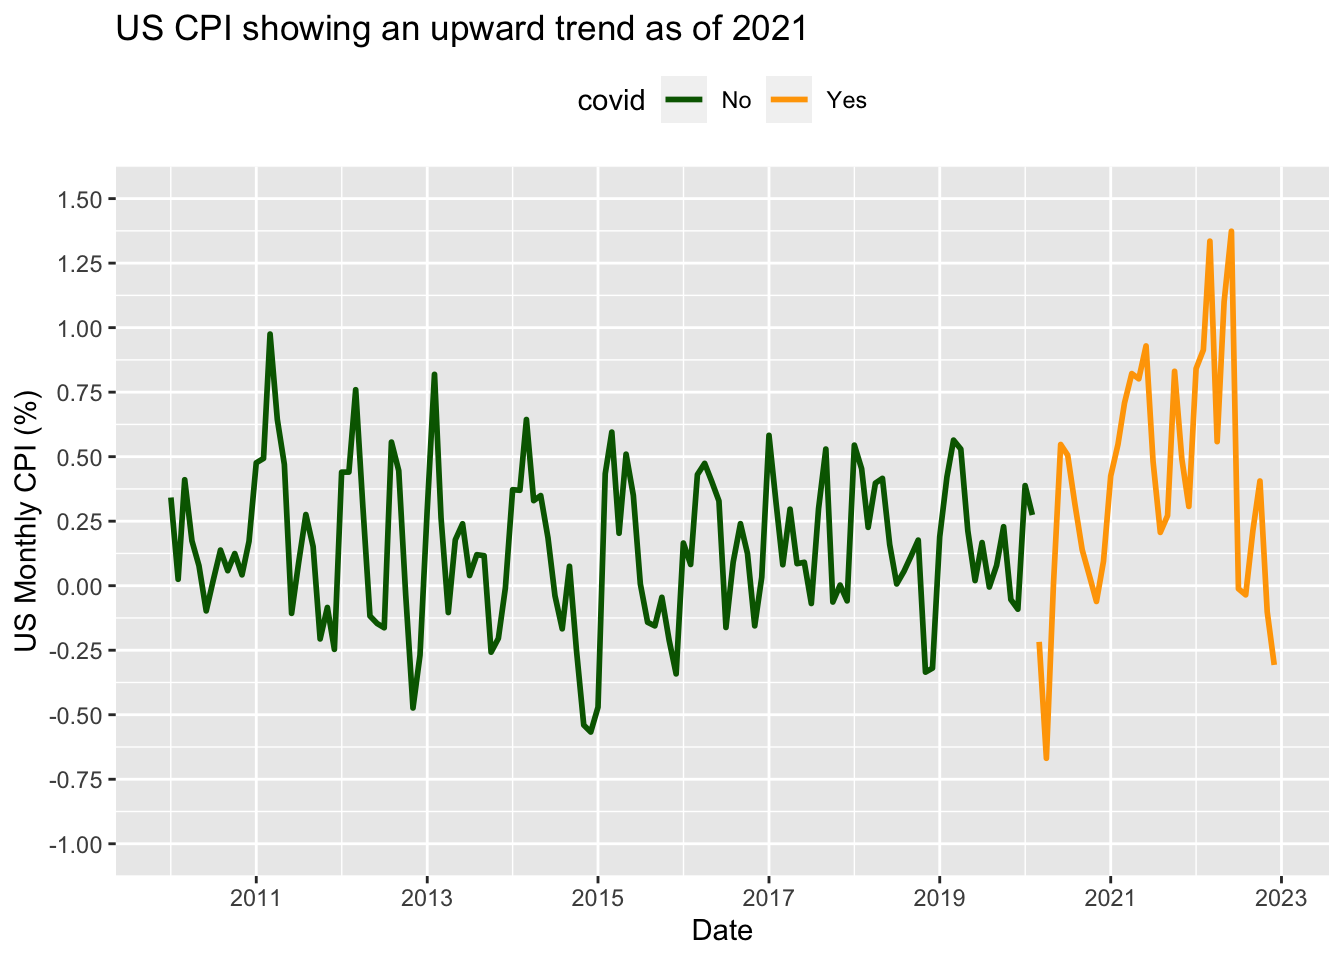 US CPI showing an upward trend as of 2021
covid No Yes
US Monthly CPI (%)
1.50
1.25
1.00
0.75
0.50
0.25
0.00
-0.25
-0.50
-0.75
-1.00
2011 2013 2015 2017 2019 2021 2023
Date